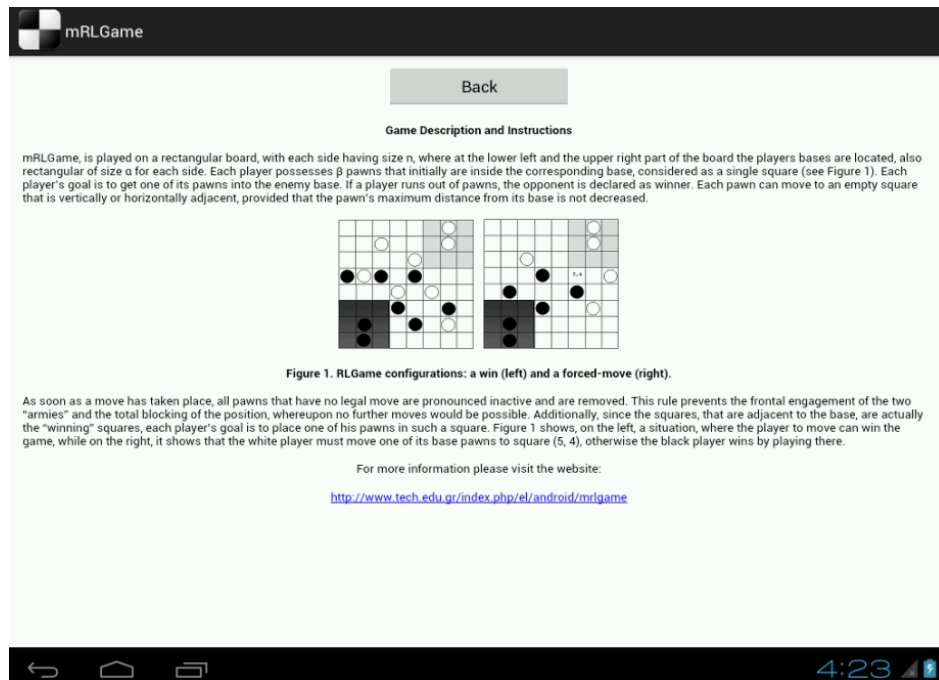 mRLGame
Back
Game Description and Instructions
mRLGame, is played on a rectangular board, with each side having size n, where at the lower left and the upper right part of the board the players bases are located, also
rectangular of size α for each side. Each player possesses β pawns that initially are inside the corresponding base, considered as a single square (see Figure 1). Each
player's goal is to get one of its pawns into the enemy base. If a player runs out of pawns, the opponent is declared as winner. Each pawn can move to an empty square
that is vertically or horizontally adjacent, provided that the pawn's maximum distance from its base is not decreased.
5,4
Figure 1. RLGame configurations: a win (left) and a forced-move (right).
As soon as a move has taken place, all pawns that have no legal move are pronounced inactive and are removed. This rule prevents the frontal engagement of the two
"armies" and the total blocking of the position, whereupon no further moves would be possible. Additionally, since the squares, that are adjacent to the base, are actually
the "winning" squares, each player's goal is to place one of his pawns in such a square. Figure 1 shows, on the left, a situation, where the player to move can win the
game, while on the right, it shows that the white player must move one of its base pawns to square (5, 4), otherwise the black player wins by playing there.
For more information please visit the website:
http://www.tech.edu.gr/index.php/el/android/mrlgame
4:23